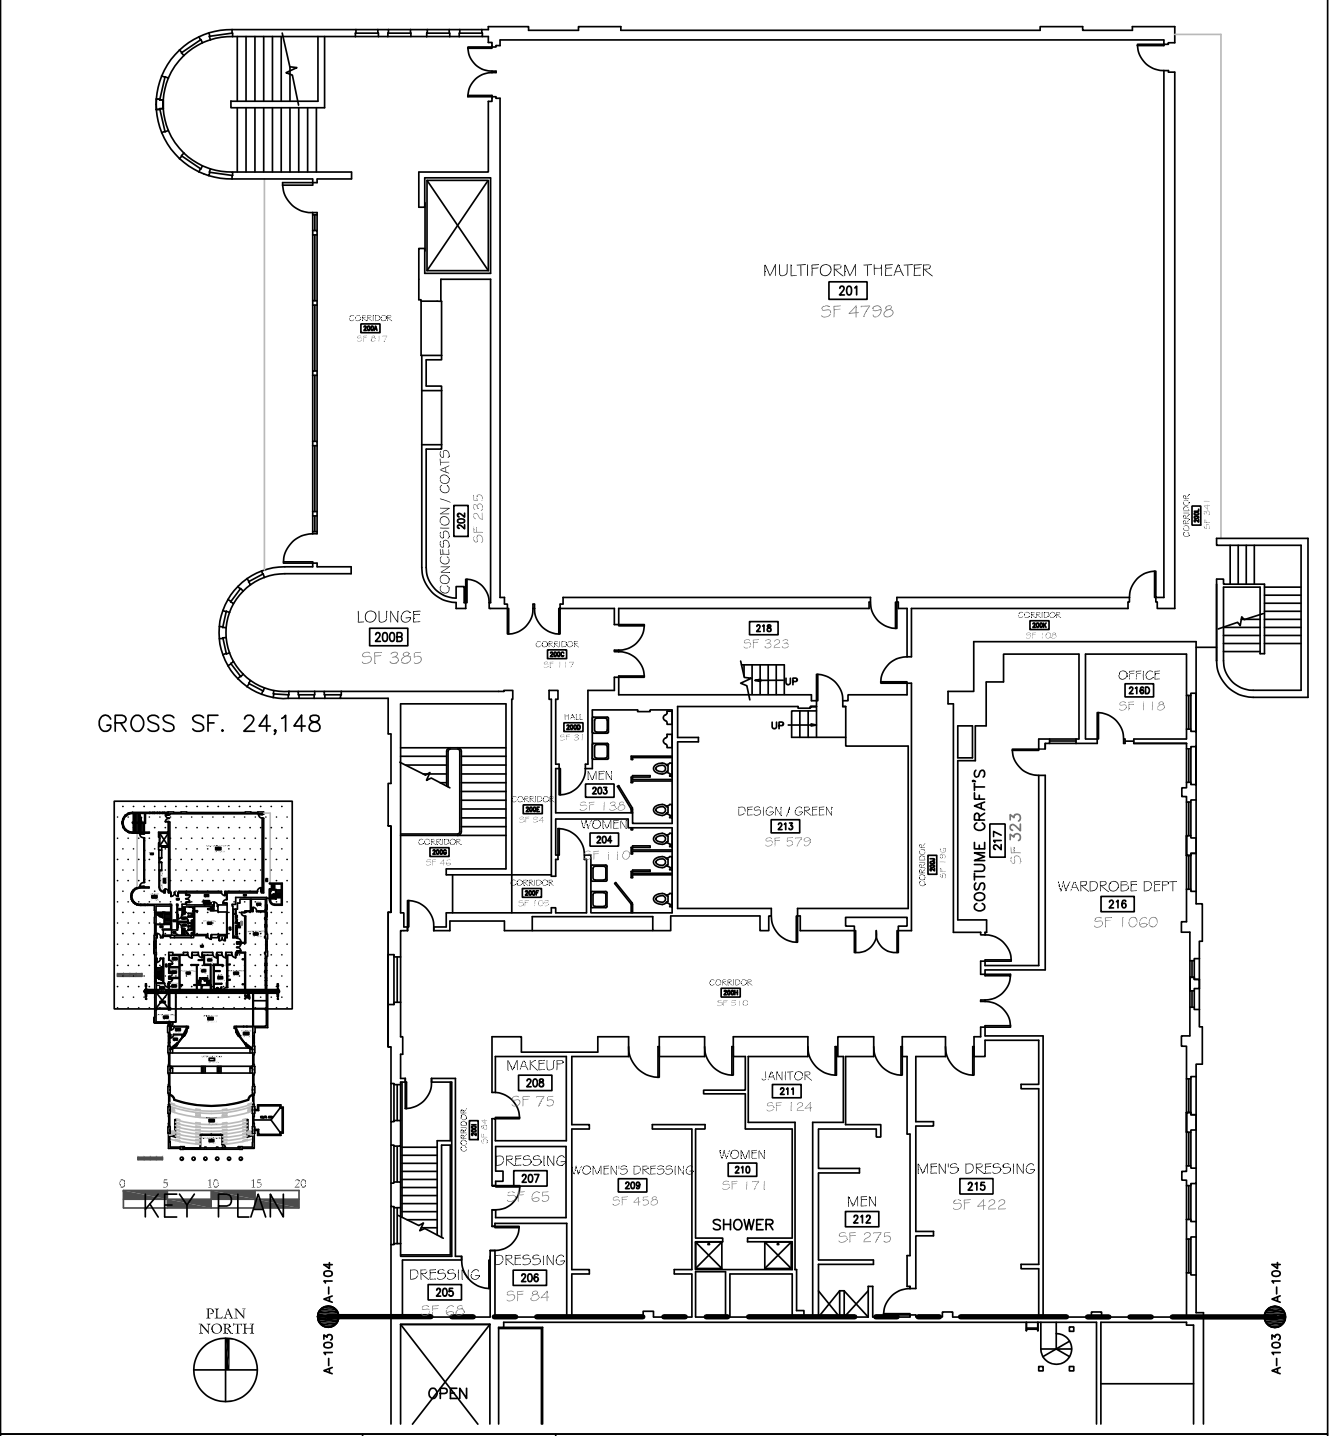 MULTIFORM THEATER
201
SF 4798
CORRIDOR
200A
SF 817
CONCESSION / COATS
202
SF 235
CORRIDOR
200L
SF 341
LOUNGE
200B
SF 385
CORRIDOR
200C
SF 117
218
SF 323
UP
CORRIDOR
200K
SF 108
OFFICE
216D
SF 118
GROSS SF. 24,148
HALL
200D
SF 31
UP
MEN
203
SF 138
CORRIDOR
200E
SF 84
WOMEN
204
SF 110
DESIGN / GREEN
213
SF 579
COSTUME CRAFT'S
217
SF 323
CORRIDOR
200G
SF 46
CORRIDOR
200J
SF 196
CORRIDOR
200F
SF 105
WARDROBE DEPT
216
SF 1060
CORRIDOR
200H
SF 910
MAKEUP
208
SF 75
JANITOR
211
SF 124
CORRIDOR
200I
SF 84
DRESSING
207
SF 65
WOMEN'S DRESSING
209
SF 458
WOMEN
210
SF 171
MEN'S DRESSING
215
SF 422
MEN
212
SF 275
SHOWER
DRESSING
206
SF 84
DRESSING
205
SF 68
0 5 10 15 20
KEY PLAN
PLAN
NORTH
A-104
A-103
A-104
A-103
OPEN